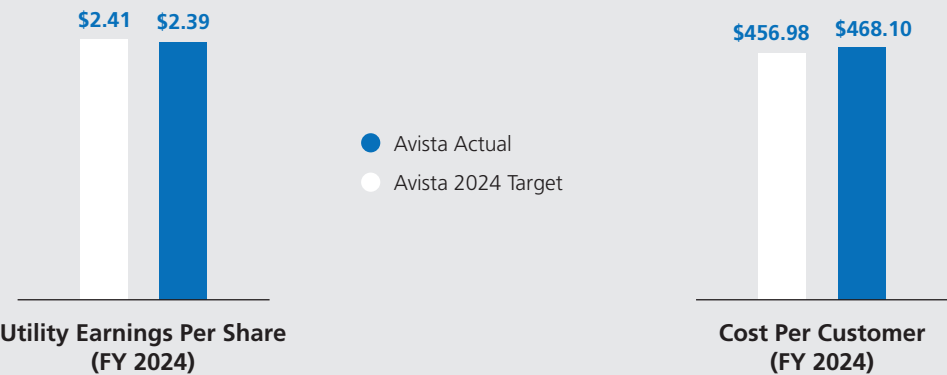 $2.41
$2.39
Utility Earnings Per Share
(FY 2024)
Avista Actual
Avista 2024 Target
$456.98
$468.10
Cost Per Customer
(FY 2024)